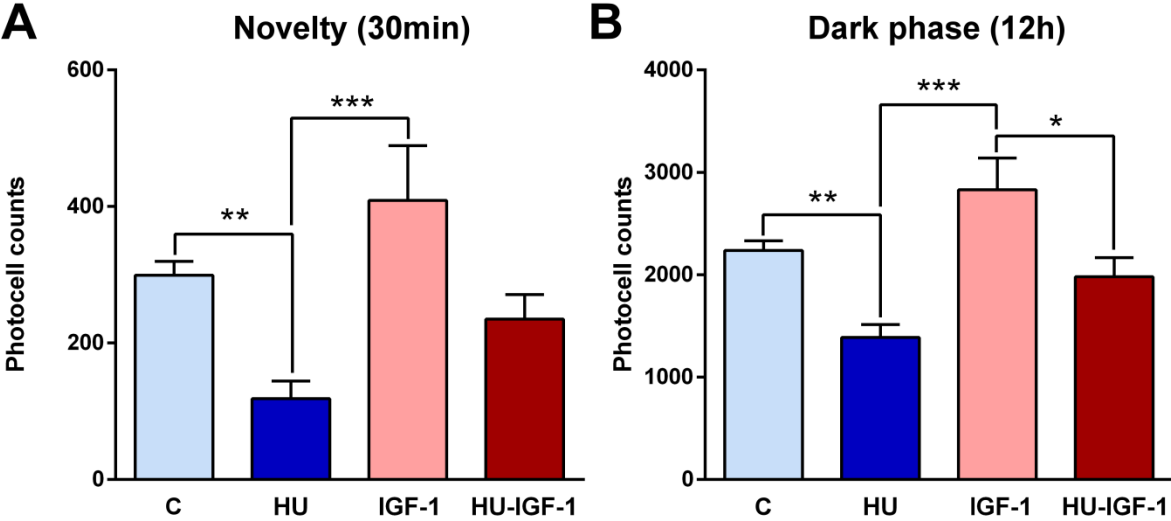 A
Novelty (30min)
Photocell counts
600
400
200
0
**
***
C
HU
IGF-1
HU-IGF-1
B
Dark phase (12h)
Photocell counts
4000
3000
2000
1000
0
**
***
*
C
HU
IGF-1
HU-IGF-1